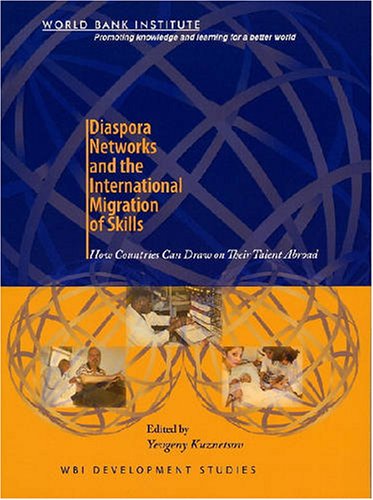 WORLD BANK INSTITUTE
Promoting knowledge and learning for a better world
Diaspora
Networks
and the
International
Migration
of Skills
How Countries Can Draw on Their Talent Abroad
Edited by
Yevgeny Kuznetsov
WBI DEVELOPMENT STUDIES